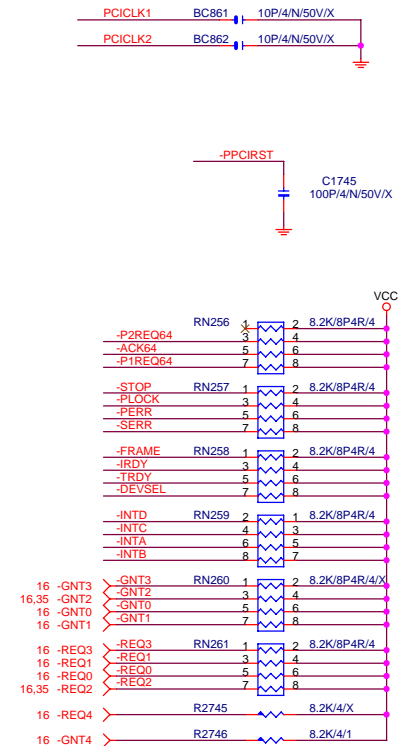 PCICLK1 BC861 10P/4/N/50V/X
PCICLK2 BC862 10P/4/N/50V/X
-PPCIRST
C1745
100P/4/N/50V/X
VCC
RN256 1 2 8.2K/8P4R/4
-P2REQ64 3 4
-ACK64 5 6
-P1REQ64 7 8
-STOP RN257 1 2 8.2K/8P4R/4
-PLOCK 3 4
-PERR 5 6
-SERR 7 8
-FRAME RN258 1 2 8.2K/8P4R/4
-IRDY 3 4
-TRDY 5 6
-DEVSEL 7 8
-INTD RN259 2 1 8.2K/8P4R/4
-INTC 4 3
-INTA 6 5
-INTB 8 7
16 -GNT3 -GNT3 RN260 1 2 8.2K/8P4R/4/X
16,35 -GNT2 -GNT2 3 4
16 -GNT0 -GNT0 5 6
16 -GNT1 -GNT1 7 8
16 -REQ3 -REQ3 RN261 1 2 8.2K/8P4R/4
16 -REQ1 -REQ1 3 4
16 -REQ0 -REQ0 5 6
16,35 -REQ2 -REQ2 7 8
16 -REQ4 R2745 8.2K/4/X
16 -GNT4 R2746 8.2K/4/1